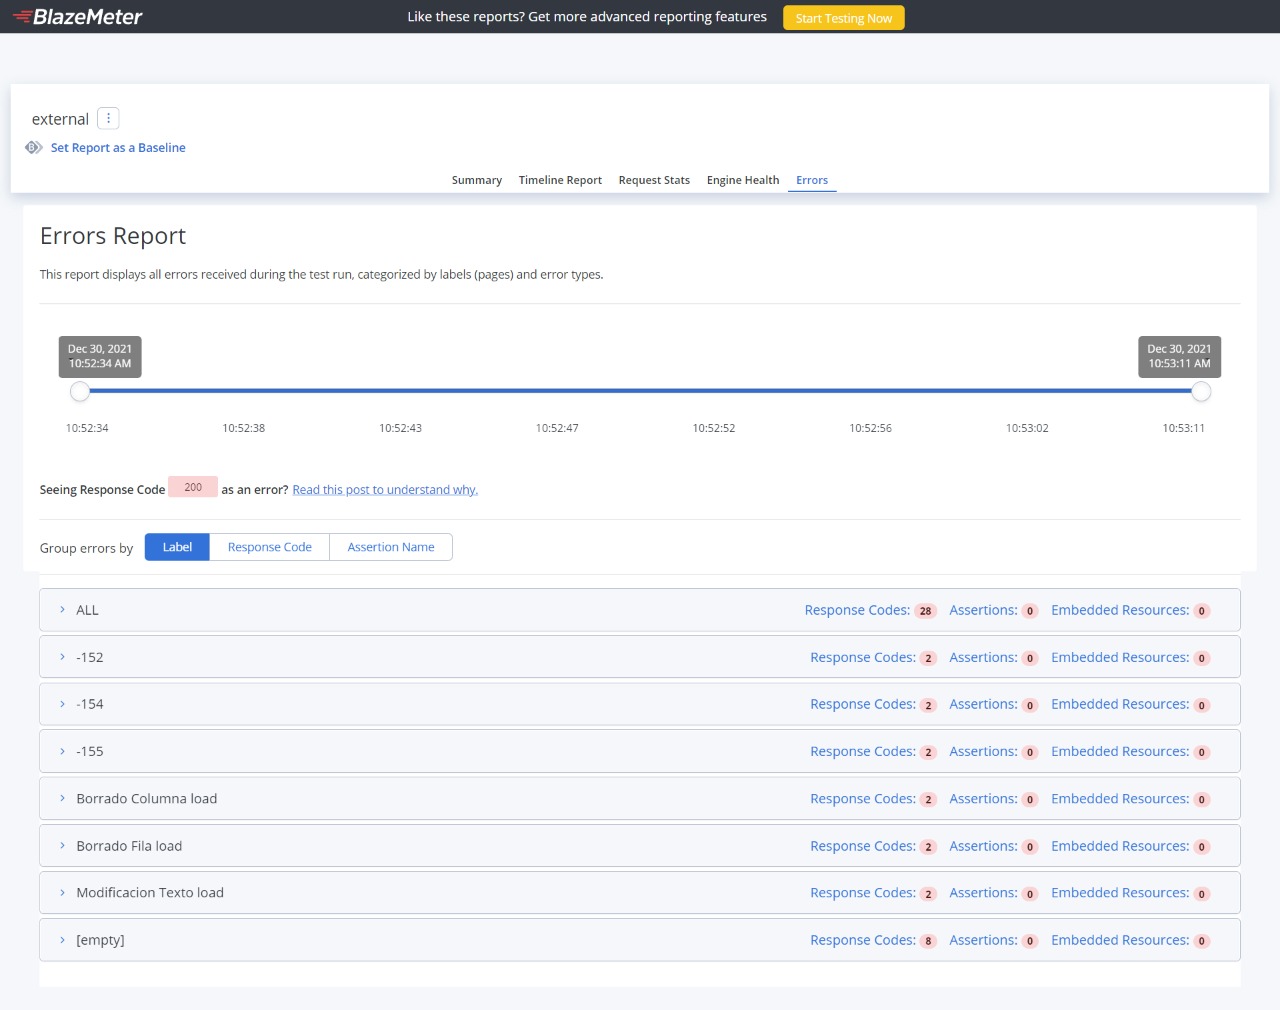 BlazeMeter
Like these reports? Get more advanced reporting features
Start Testing Now
external
Set Report as a Baseline
Summary Timeline Report Request Stats Engine Health Errors
Errors Report
This report displays all errors received during the test run, categorized by labels (pages) and error types.
Dec 30, 2021
10:52:34 AM
Dec 30, 2021
10:53:11 AM
10:52:34 10:52:38 10:52:43 10:52:47 10:52:52 10:52:56 10:53:02 10:53:11
Seeing Response Code 200 as an error? Read this post to understand why.
Group errors by Label Response Code Assertion Name
ALL Response Codes: 28 Assertions: 0 Embedded Resources: 0
-152 Response Codes: 2 Assertions: 0 Embedded Resources: 0
-154 Response Codes: 2 Assertions: 0 Embedded Resources: 0
-155 Response Codes: 2 Assertions: 0 Embedded Resources: 0
Borrado Columna load Response Codes: 2 Assertions: 0 Embedded Resources: 0
Borrado Fila load Response Codes: 2 Assertions: 0 Embedded Resources: 0
Modificacion Texto load Response Codes: 2 Assertions: 0 Embedded Resources: 0
[empty] Response Codes: 8 Assertions: 0 Embedded Resources: 0